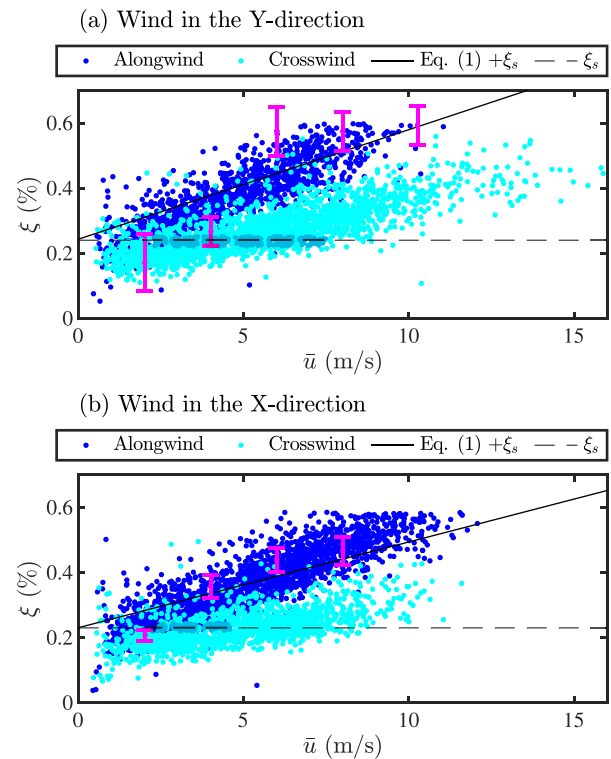 (a) Wind in the Y-direction
Alongwind Crosswind Eq. (1) +ξs − ξs
0.6
0.4
0.2
0
ξ (%)
0 5 10 15
ū (m/s)
(b) Wind in the X-direction
Alongwind Crosswind Eq. (1) +ξs − ξs
0.6
0.4
0.2
0
ξ (%)
0 5 10 15
ū (m/s)